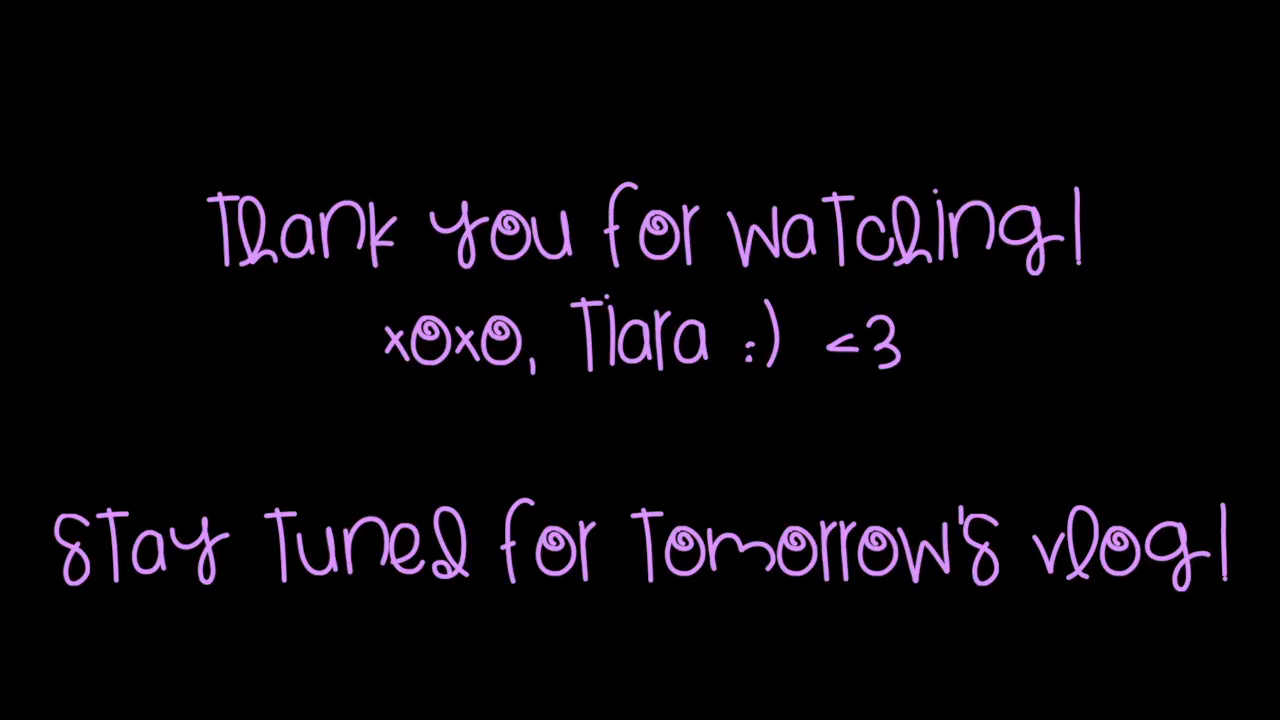 Thank you for watching!
xoxo, Tiara :) <3
Stay tuned for tomorrow's vlog!